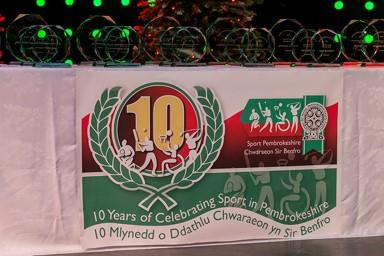 10
Sport Pembrokeshire
Chwaraeon Sir Benfro
10 Years of Celebrating Sport in Pembrokeshire
10 Mlynedd o Ddathlu Chwaraeon yn Sir Benfro